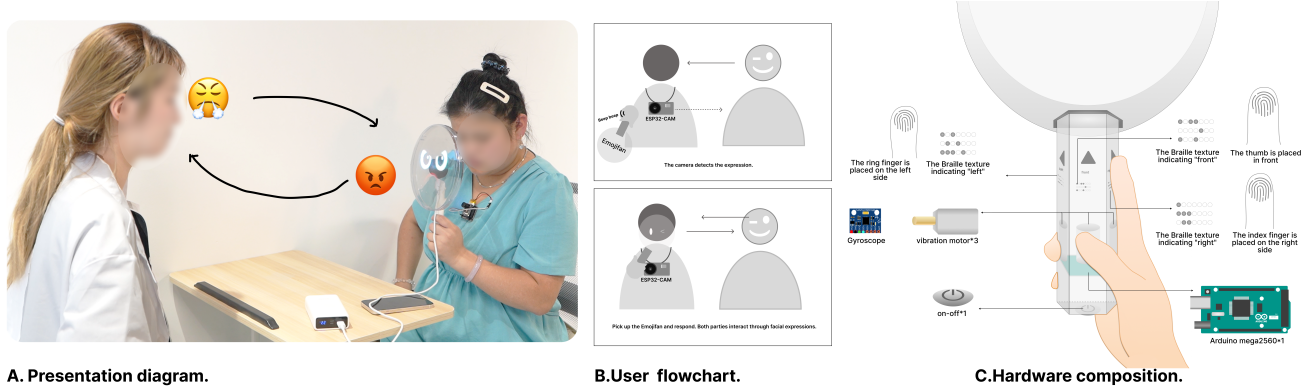 Beep beep
ESP32-CAM
Emojifan
The camera detects the expression.
ESP32-CAM
Pick up the Emojifan and respond. Both parties interact through facial expressions.
The ring finger is
placed on the left
side
The Braille texture
indicating "left"
The Braille texture
indicating "front"
The thumb is placed
in front
Gyroscope
vibration motor*3
The Braille texture
indicating "right"
The index finger is
placed on the right
side
on-off*1
Arduino mega2560*1
A. Presentation diagram.
B.User flowchart.
C.Hardware composition.